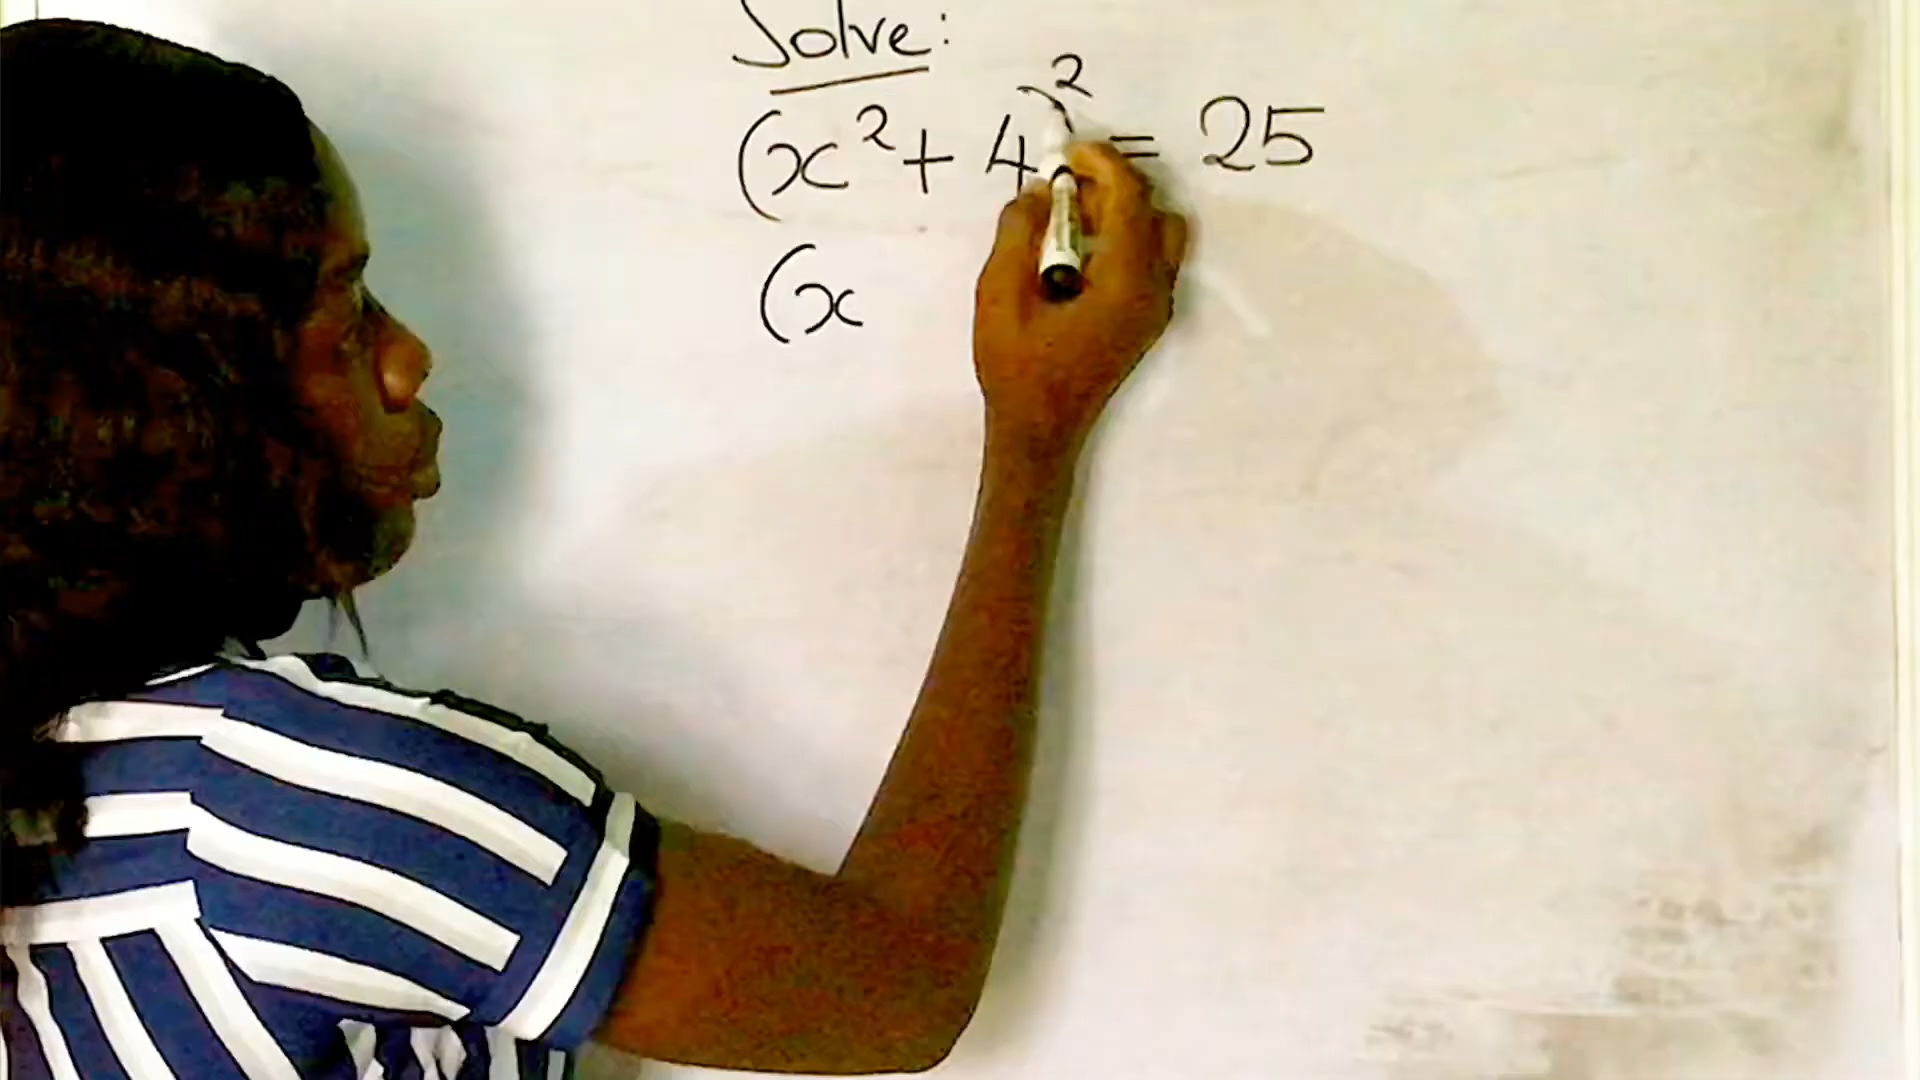 Solve:
(x² + 4)² = 25
(x